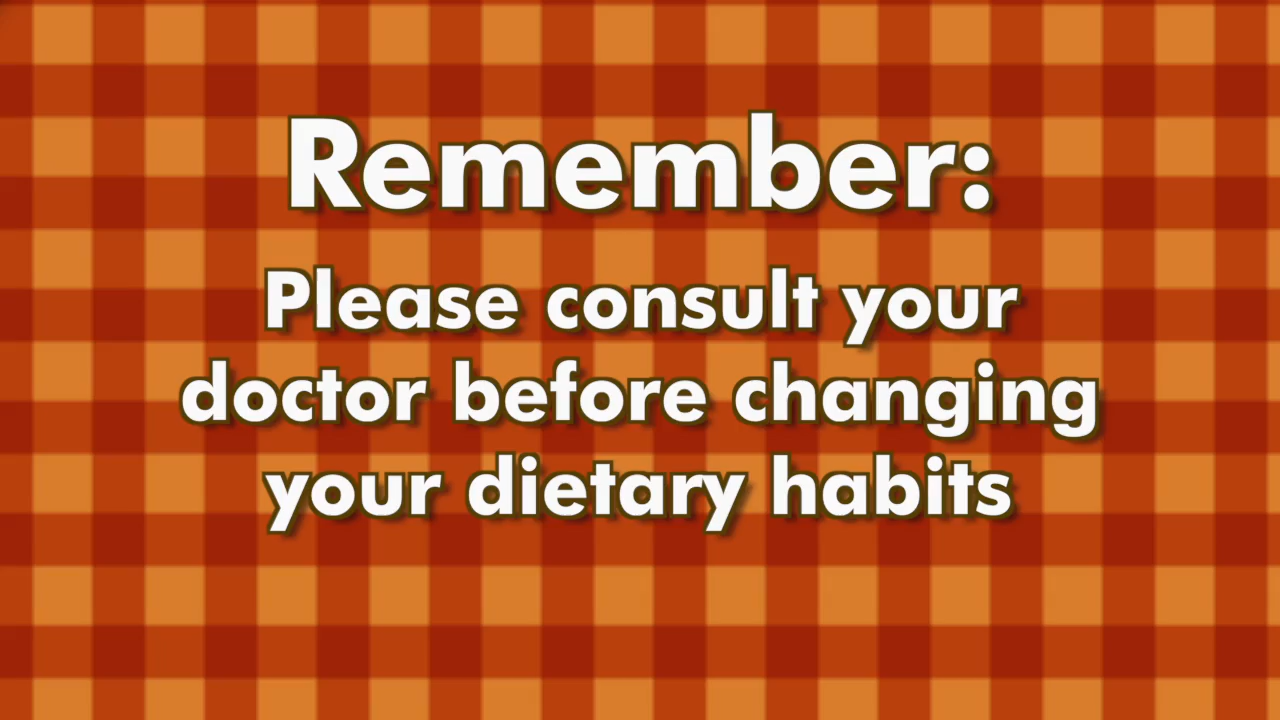 Remember:
Please consult your
doctor before changing
your dietary habits